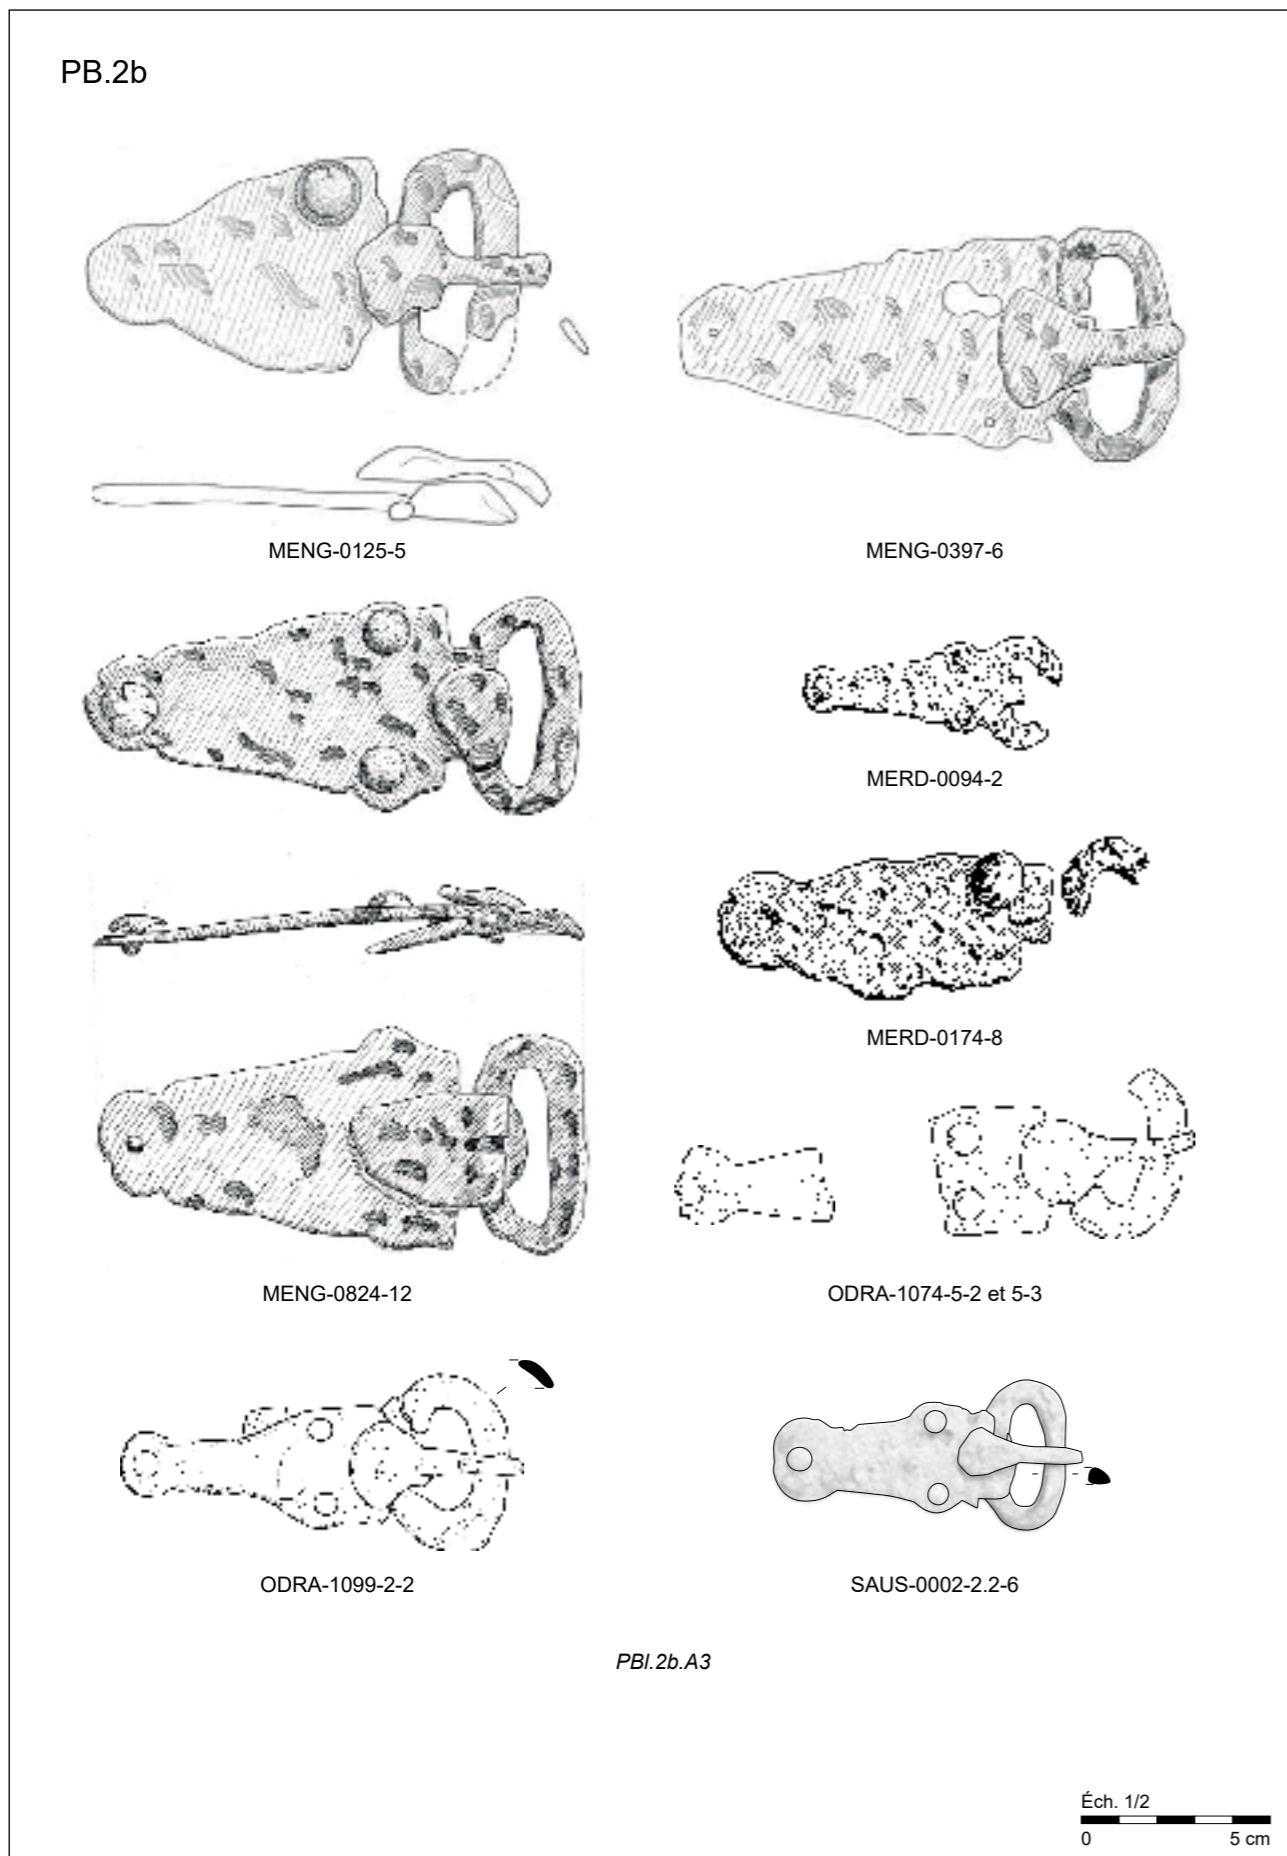 PB.2b
MENG-0125-5
MENG-0397-6
MERD-0094-2
MERD-0174-8
MENG-0824-12
ODRA-1074-5-2 et 5-3
ODRA-1099-2-2
SAUS-0002-2.2-6
PBI.2b.A3
Éch. 1/2
0 5 cm